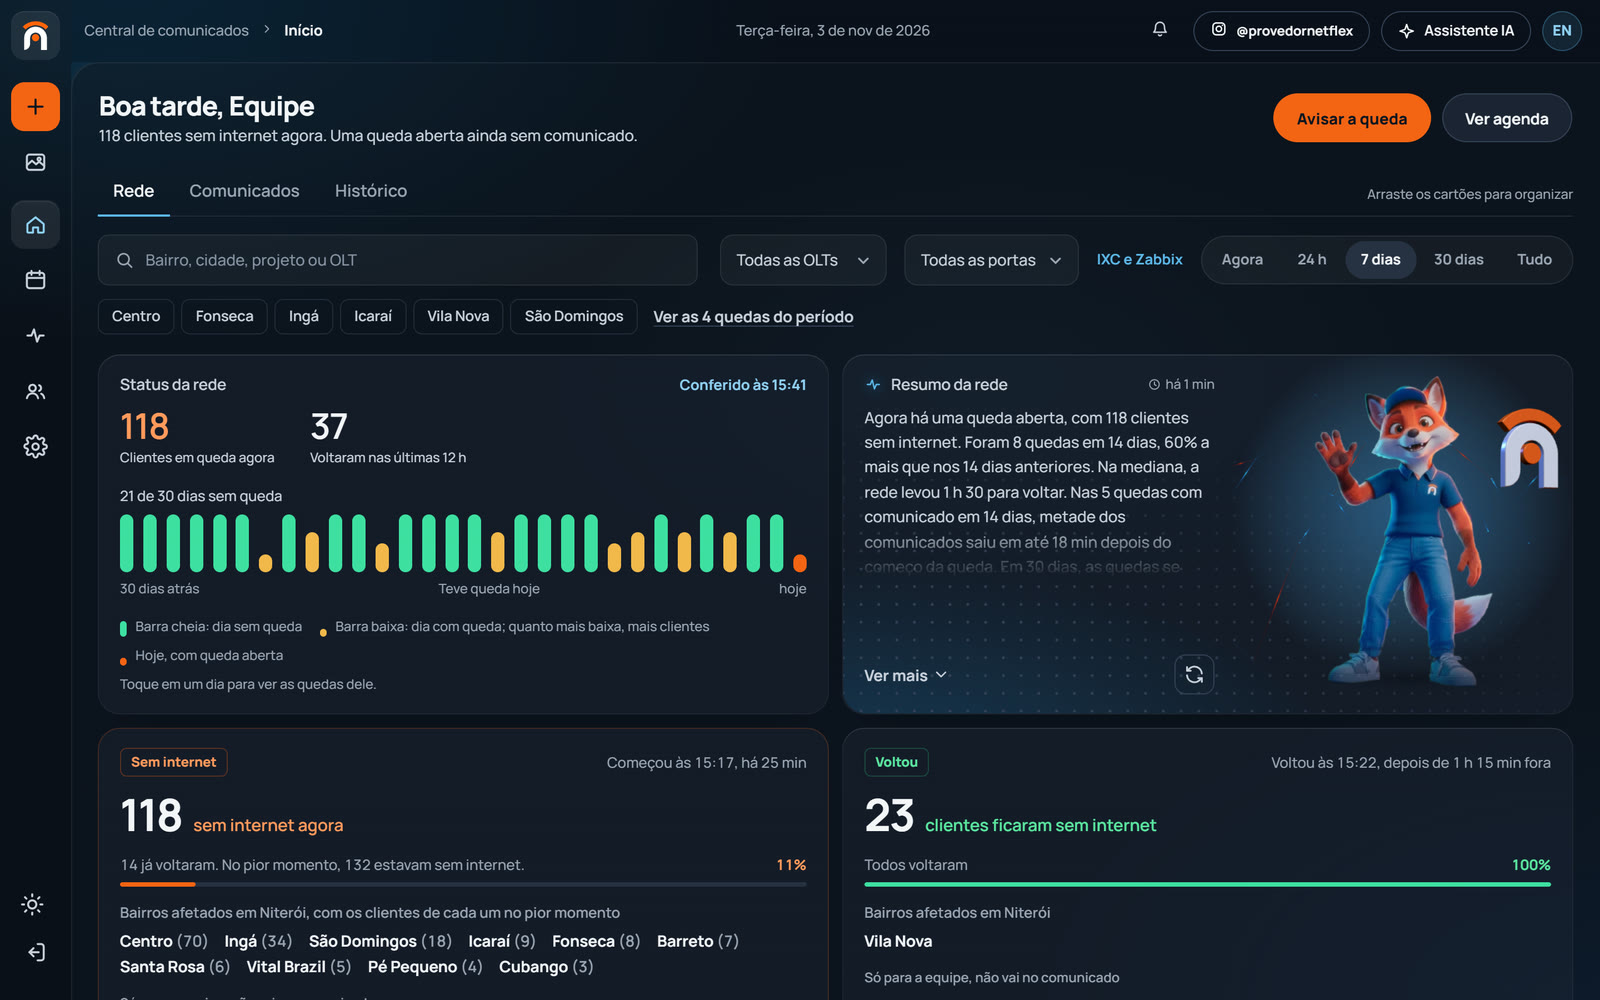 Central de comunicados > Início
Terça-feira, 3 de nov de 2026
@provedornetflex
Assistente IA
EN
Boa tarde, Equipe
118 clientes sem internet agora. Uma queda aberta ainda sem comunicado.
Avisar a queda
Ver agenda
Rede
Comunicados
Histórico
Arraste os cartões para organizar
Bairro, cidade, projeto ou OLT
Todas as OLTs
Todas as portas
IXC e Zabbix
Agora
24 h
7 dias
30 dias
Tudo
Centro
Fonseca
Ingá
Icaraí
Vila Nova
São Domingos
Ver as 4 quedas do período
Status da rede
Conferido às 15:41
118
37
Clientes em queda agora
Voltaram nas últimas 12 h
21 de 30 dias sem queda
30 dias atrás
Teve queda hoje
hoje
Barra cheia: dia sem queda
Barra baixa: dia com queda; quanto mais baixa, mais clientes
Hoje, com queda aberta
Toque em um dia para ver as quedas dele.
Resumo da rede
há 1 min
Agora há uma queda aberta, com 118 clientes
sem internet. Foram 8 quedas em 14 dias, 60% a
mais que nos 14 dias anteriores. Na mediana, a
rede levou 1 h 30 para voltar. Nas 5 quedas com
comunicado em 14 dias, metade dos
comunicados saiu em até 18 min depois do
começo da queda. Em 30 dias, as quedas se
Ver mais
Sem internet
Começou às 15:17, há 25 min
118 sem internet agora
14 já voltaram. No pior momento, 132 estavam sem internet.
11%
Bairros afetados em Niterói, com os clientes de cada um no pior momento
Centro (70) Ingá (34) São Domingos (18) Icaraí (9) Fonseca (8) Barreto (7)
Santa Rosa (6) Vital Brazil (5) Pé Pequeno (4) Cubango (3)
Voltou
Voltou às 15:22, depois de 1 h 15 min fora
23 clientes ficaram sem internet
Todos voltaram
100%
Bairros afetados em Niterói
Vila Nova
Só para a equipe, não vai no comunicado